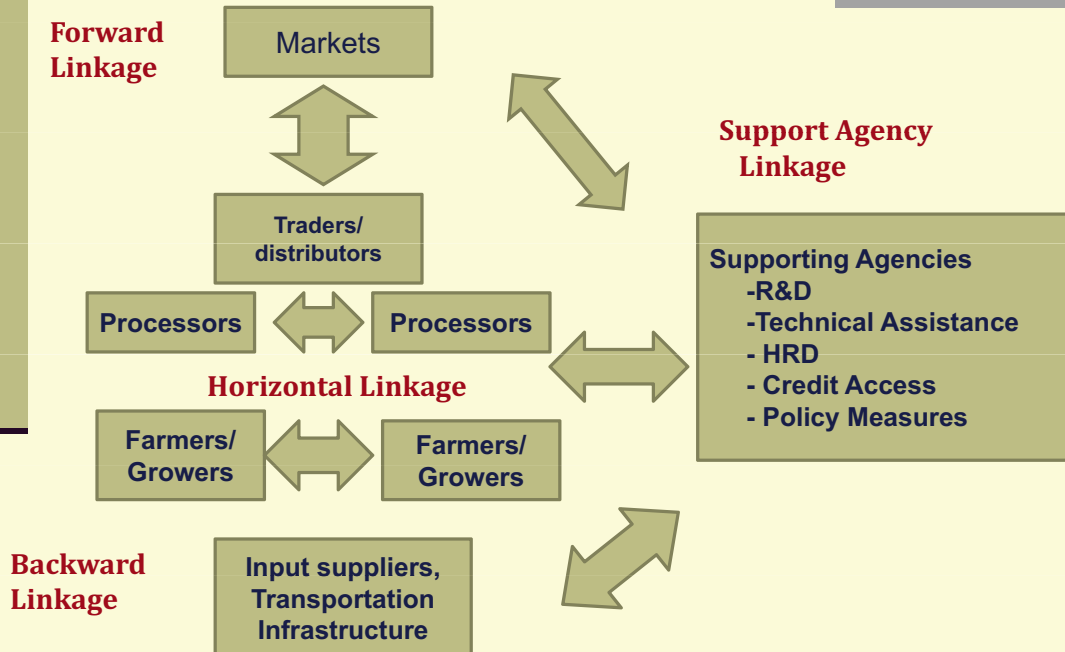 Forward
Linkage
Markets
Support Agency
Linkage
Traders/
distributors
Supporting Agencies
-R&D
-Technical Assistance
- HRD
- Credit Access
- Policy Measures
Processors
Processors
Horizontal Linkage
Farmers/
Growers
Farmers/
Growers
Backward
Linkage
Input suppliers,
Transportation
Infrastructure